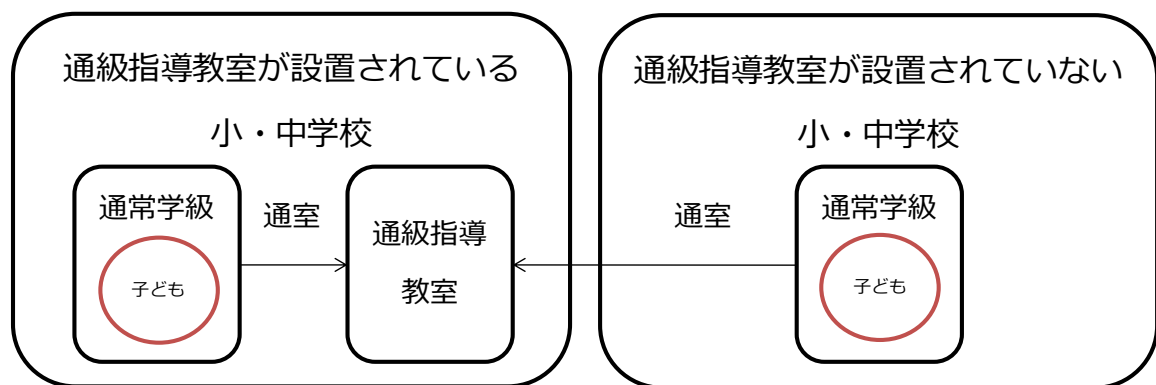 通級指導教室が設置されている
小・中学校
通常学級
子ども
通室
通級指導
教室
通級指導教室が設置されていない
小・中学校
通室
通常学級
子ども